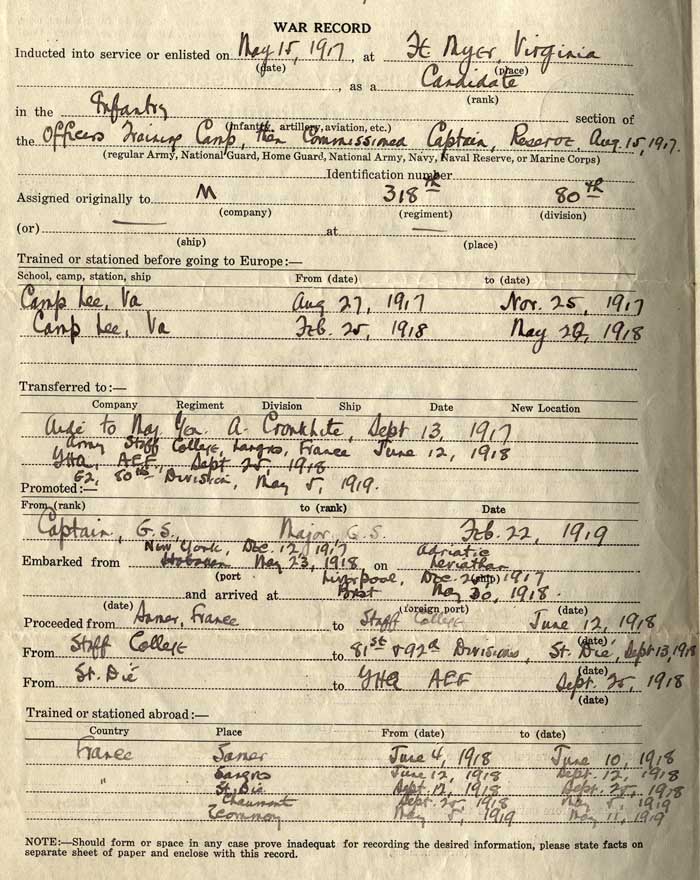 WAR RECORD
Inducted into service or enlisted on May 15, 1917, at Ft Myer, Virginia
(date) (place)
, as a Candidate
(rank)
in the Infantry section of
(infantry, artillery, aviation, etc.)
the Officers Training Camp, then Commissioned Captain, Reserve, Aug. 15, 1917.
(regular Army, National Guard, Home Guard, National Army, Navy, Naval Reserve, or Marine Corps)
Identification number
Assigned originally to M 318th 80th
(company) (regiment) (division)
(or) at
(ship) (place)
Trained or stationed before going to Europe:—
School, camp, station, ship From (date) to (date)
Camp Lee, Va Aug 27, 1917 Nov. 25, 1917
Camp Lee, Va Feb. 25, 1918 May 22, 1918
Transferred to:—
Company Regiment Division Ship Date New Location
Aide to Maj. Gen. A. Cronkhite, Sept 13, 1917
Army Staff College, Langres, France June 12, 1918
GHQ, AEF, Sept 25, 1918
G2, 80th Division, May 5, 1919.
Promoted:—
From (rank) to (rank) Date
Captain, G.S., Major, G.S. Feb. 22, 1919
New York, Dec. 12, 1917 Adriatic
Embarked from Hoboken May 23, 1918 on Leviathan
(port (ship)
Liverpool, Dec. 1917
and arrived at Brest May 30, 1918.
(date) (foreign port) (date)
Proceeded from Samer, France to Staff College June 12, 1918
(date)
From Staff College to 81st & 92d Divisions, St. Dié, Sept 13, 1918
(date)
From St. Dié to GHQ AEF Sept. 25, 1918
(date)
Trained or stationed abroad:—
Country Place From (date) to (date)
France Samer June 4, 1918 June 10, 1918
" Langres June 12, 1918 Sept. 12, 1918
St. Dié Sept. 12, 1918 Sept. 25, 1918
Chaumont Sept. 25, 1918 May 5, 1919
Commercy May 5, 1919 May 11, 1919
NOTE:—Should form or space in any case prove inadequat for recording the desired information, please state facts on
separate sheet of paper and enclose with this record.